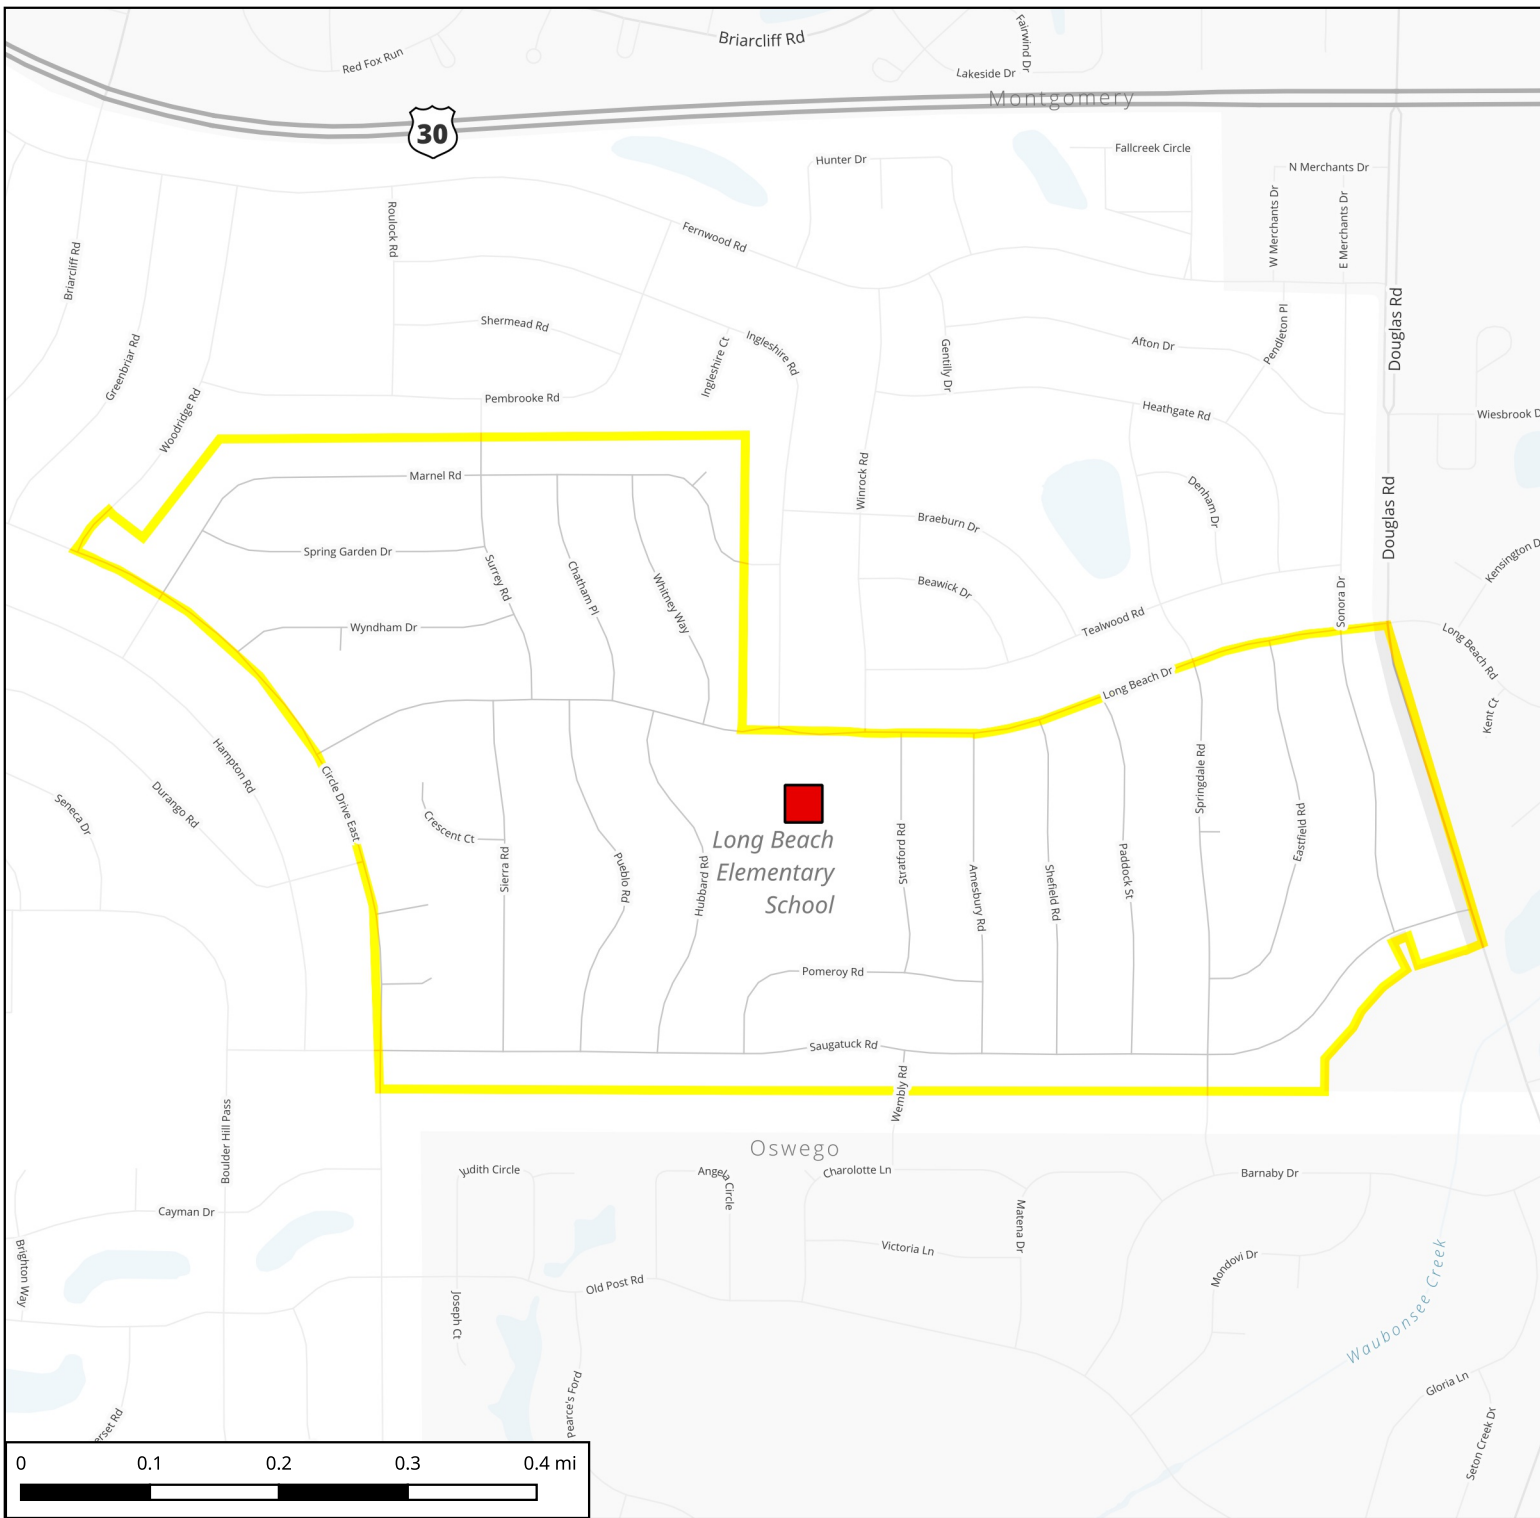 Briarcliff Rd
Fairwind Dr
Red Fox Run
Lakeside Dr
Montgomery
30
Hunter Dr
Fallcreek Circle
N Merchants Dr
W Merchants Dr
E Merchants Dr
Roulock Rd
Fernwood Rd
Briarcliff Rd
Shermead Rd
Ingleshire Ct
Ingleshire Rd
Gentilly Dr
Afton Dr
Pendleton Pl
Douglas Rd
Greenbriar Rd
Woodridge Rd
Pembrooke Rd
Heathgate Rd
Wiesbrook D
Marnel Rd
Winrock Rd
Denham Dr
Douglas Rd
Braeburn Dr
Spring Garden Dr
Surrey Rd
Chatham Pl
Whitney Way
Beawick Dr
Kensington D
Sonora Dr
Wyndham Dr
Tealwood Rd
Long Beach Rd
Long Beach Dr
Kent Ct
Hampton Rd
Durango Rd
Seneca Dr
Circle Drive East
Crescent Ct
Sierra Rd
Pueblo Rd
Hubbard Rd
Long Beach
Elementary
School
Stratford Rd
Amesbury Rd
Shefield Rd
Paddock St
Springdale Rd
Eastfield Rd
Pomeroy Rd
Saugatuck Rd
Wembly Rd
Boulder Hill Pass
Oswego
Judith Circle
Angela Circle
Charolotte Ln
Barnaby Dr
Cayman Dr
Matena Dr
Victoria Ln
Mondovi Dr
Brighton Way
Old Post Rd
Joseph Ct
Waubonsee Creek
Pearce's Ford
Gloria Ln
Seton Creek Dr
erset Rd
0 0.1 0.2 0.3 0.4 mi